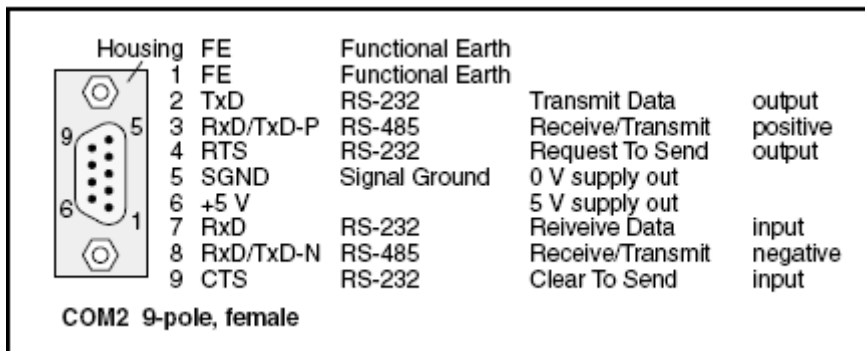 Housing FE Functional Earth
1 FE Functional Earth
2 TxD RS-232 Transmit Data output
3 RxD/TxD-P RS-485 Receive/Transmit positive
4 RTS RS-232 Request To Send output
5 SGND Signal Ground 0 V supply out
6 +5 V 5 V supply out
7 RxD RS-232 Reiveive Data input
8 RxD/TxD-N RS-485 Receive/Transmit negative
9 CTS RS-232 Clear To Send input
9 5
6 1
COM2 9-pole, female